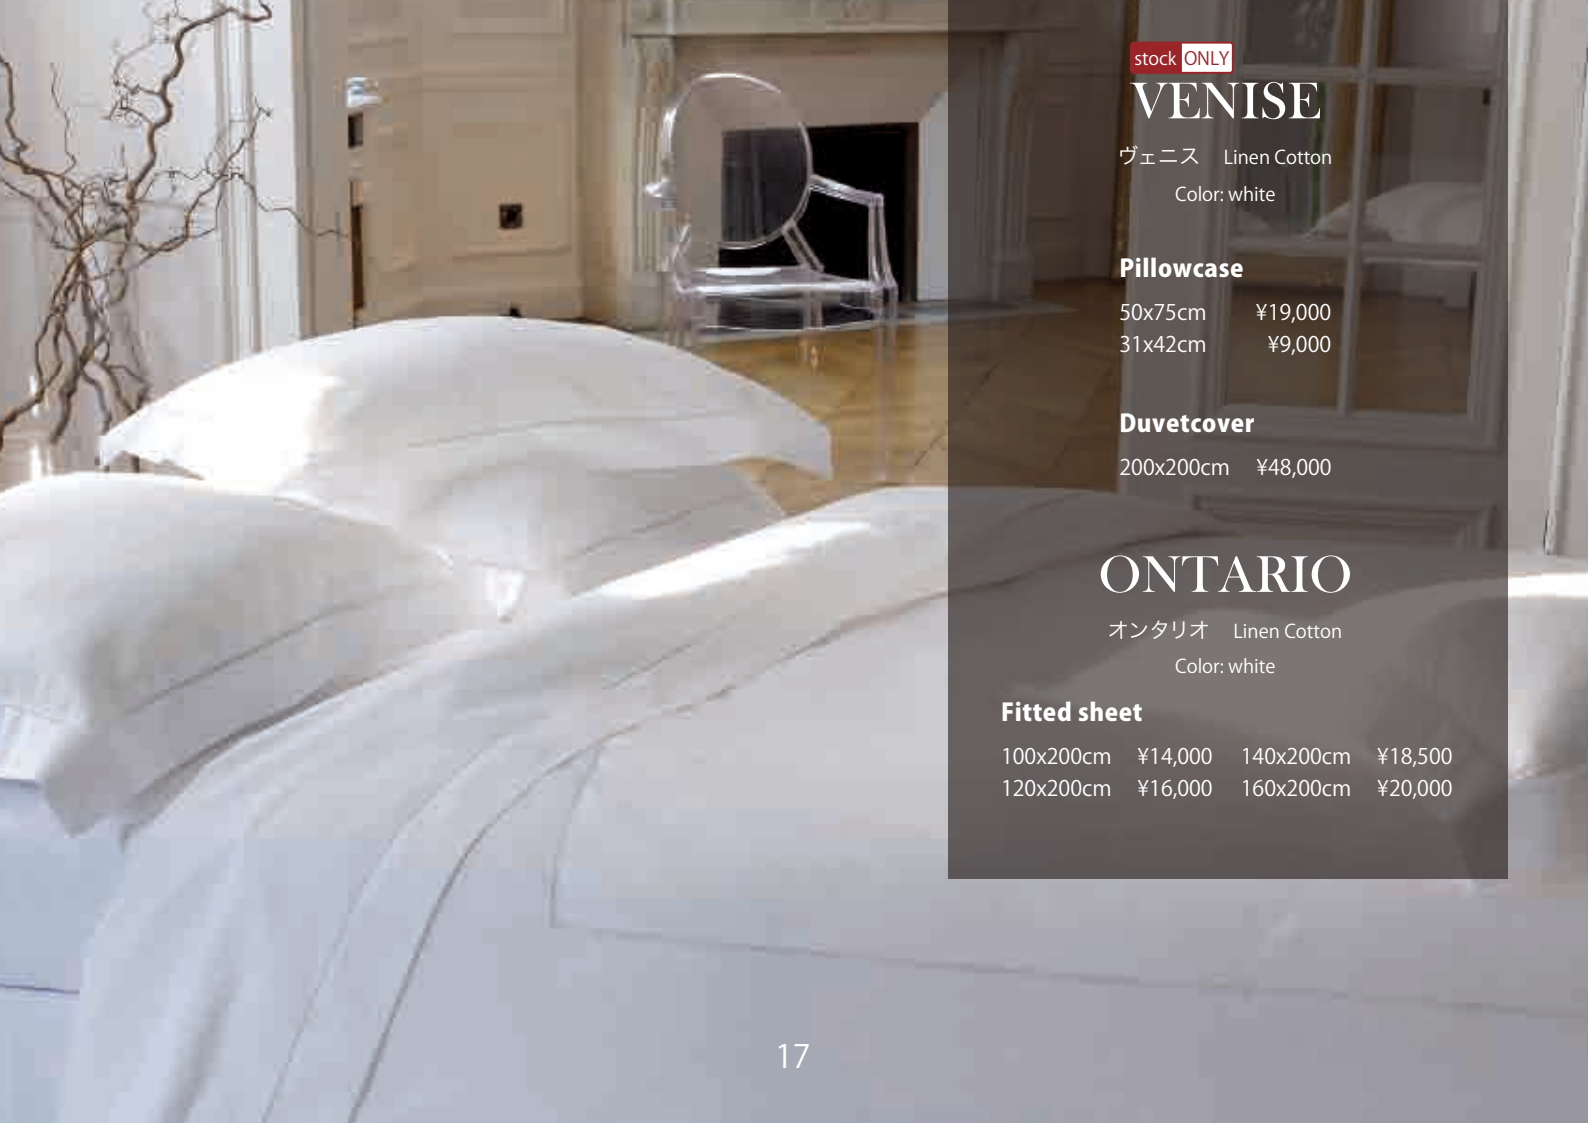 stock ONLY
VENISE
ヴェニス Linen Cotton
Color: white
Pillowcase
50x75cm ¥19,000
31x42cm ¥9,000
Duvetcover
200x200cm ¥48,000
ONTARIO
オンタリオ Linen Cotton
Color: white
Fitted sheet
100x200cm ¥14,000 140x200cm ¥18,500
120x200cm ¥16,000 160x200cm ¥20,000
17